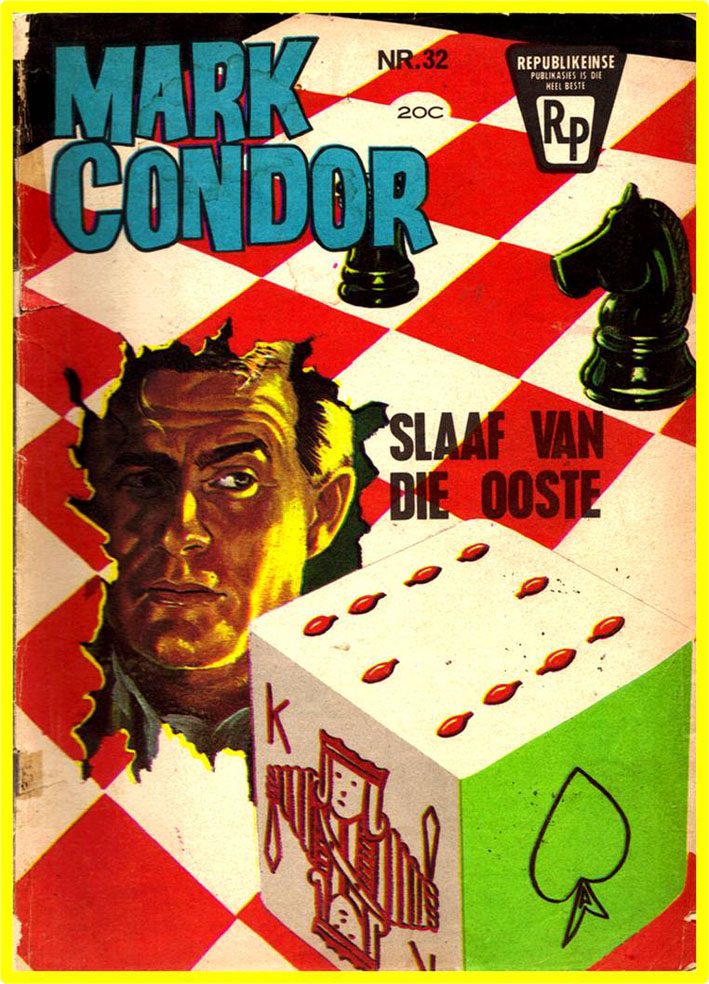 MARK
CONDOR
NR.32
20C
REPUBLIKEINSE
PUBLIKASIES IS DIE
HEEL BESTE
RP
SLAAF VAN
DIE OOSTE
K
K
A